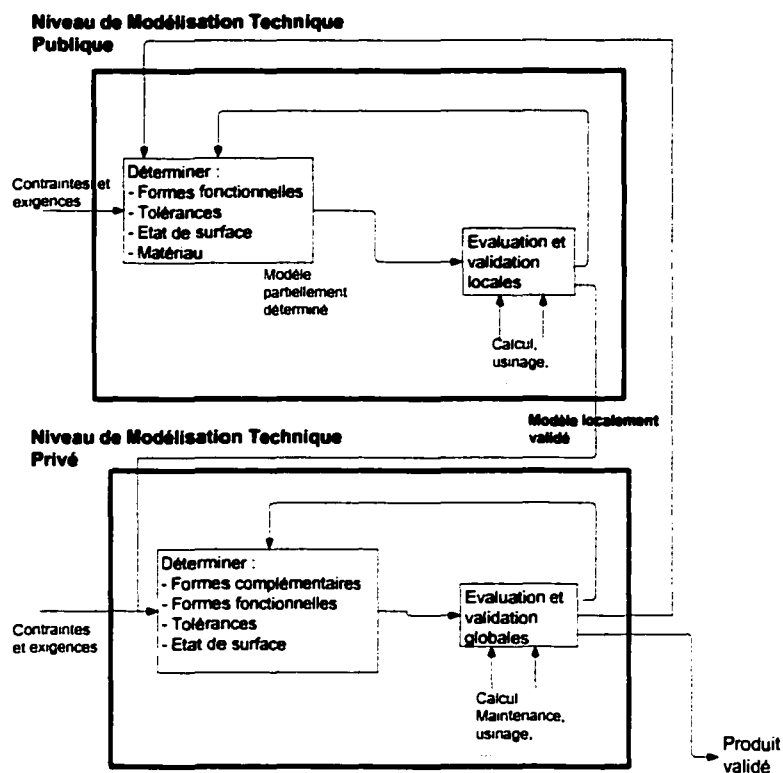 Niveau de Modélisation Technique
Publique
Contraintes et
exigences
Déterminer :
- Formes fonctionnelles
- Tolérances
- Etat de surface
- Matériau
Modèle
partiellement
déterminé
Evaluation et
validation
locales
Calcul,
usinage,
Modèle localement
validé
Niveau de Modélisation Technique
Privé
Contraintes
et exigences
Déterminer :
- Formes complémentaires
- Formes fonctionnelles
- Tolérances
- Etat de surface
Evaluation et
validation
globales
Calcul
Maintenance,
usinage,
Produit
validé